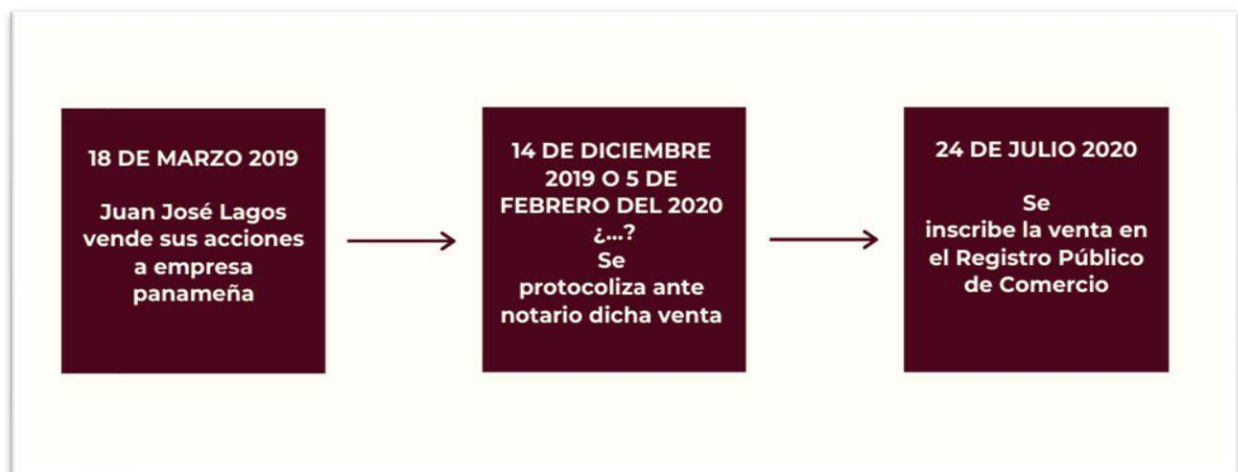 18 DE MARZO 2019
Juan José Lagos
vende sus acciones
a empresa
panameña
14 DE DICIEMBRE
2019 O 5 DE
FEBRERO DEL 2020
¿...?
Se
protocoliza ante
notario dicha venta
24 DE JULIO 2020
Se
inscribe la venta en
el Registro Público
de Comercio